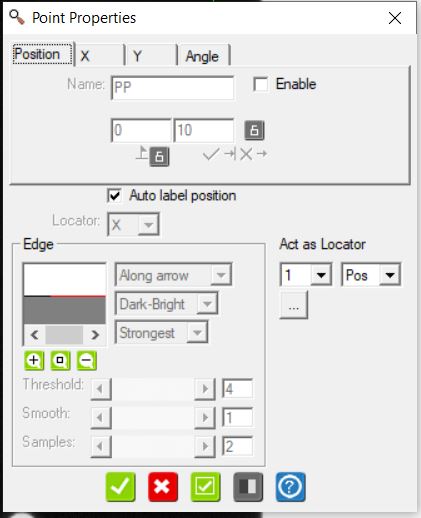 Point Properties
Position X Y Angle
Name: PP Enable
0 10
Auto label position
Locator: X
Edge Act as Locator
Along arrow 1 Pos
Dark-Bright ...
Strongest
Threshold: 4
Smooth: 1
Samples: 2